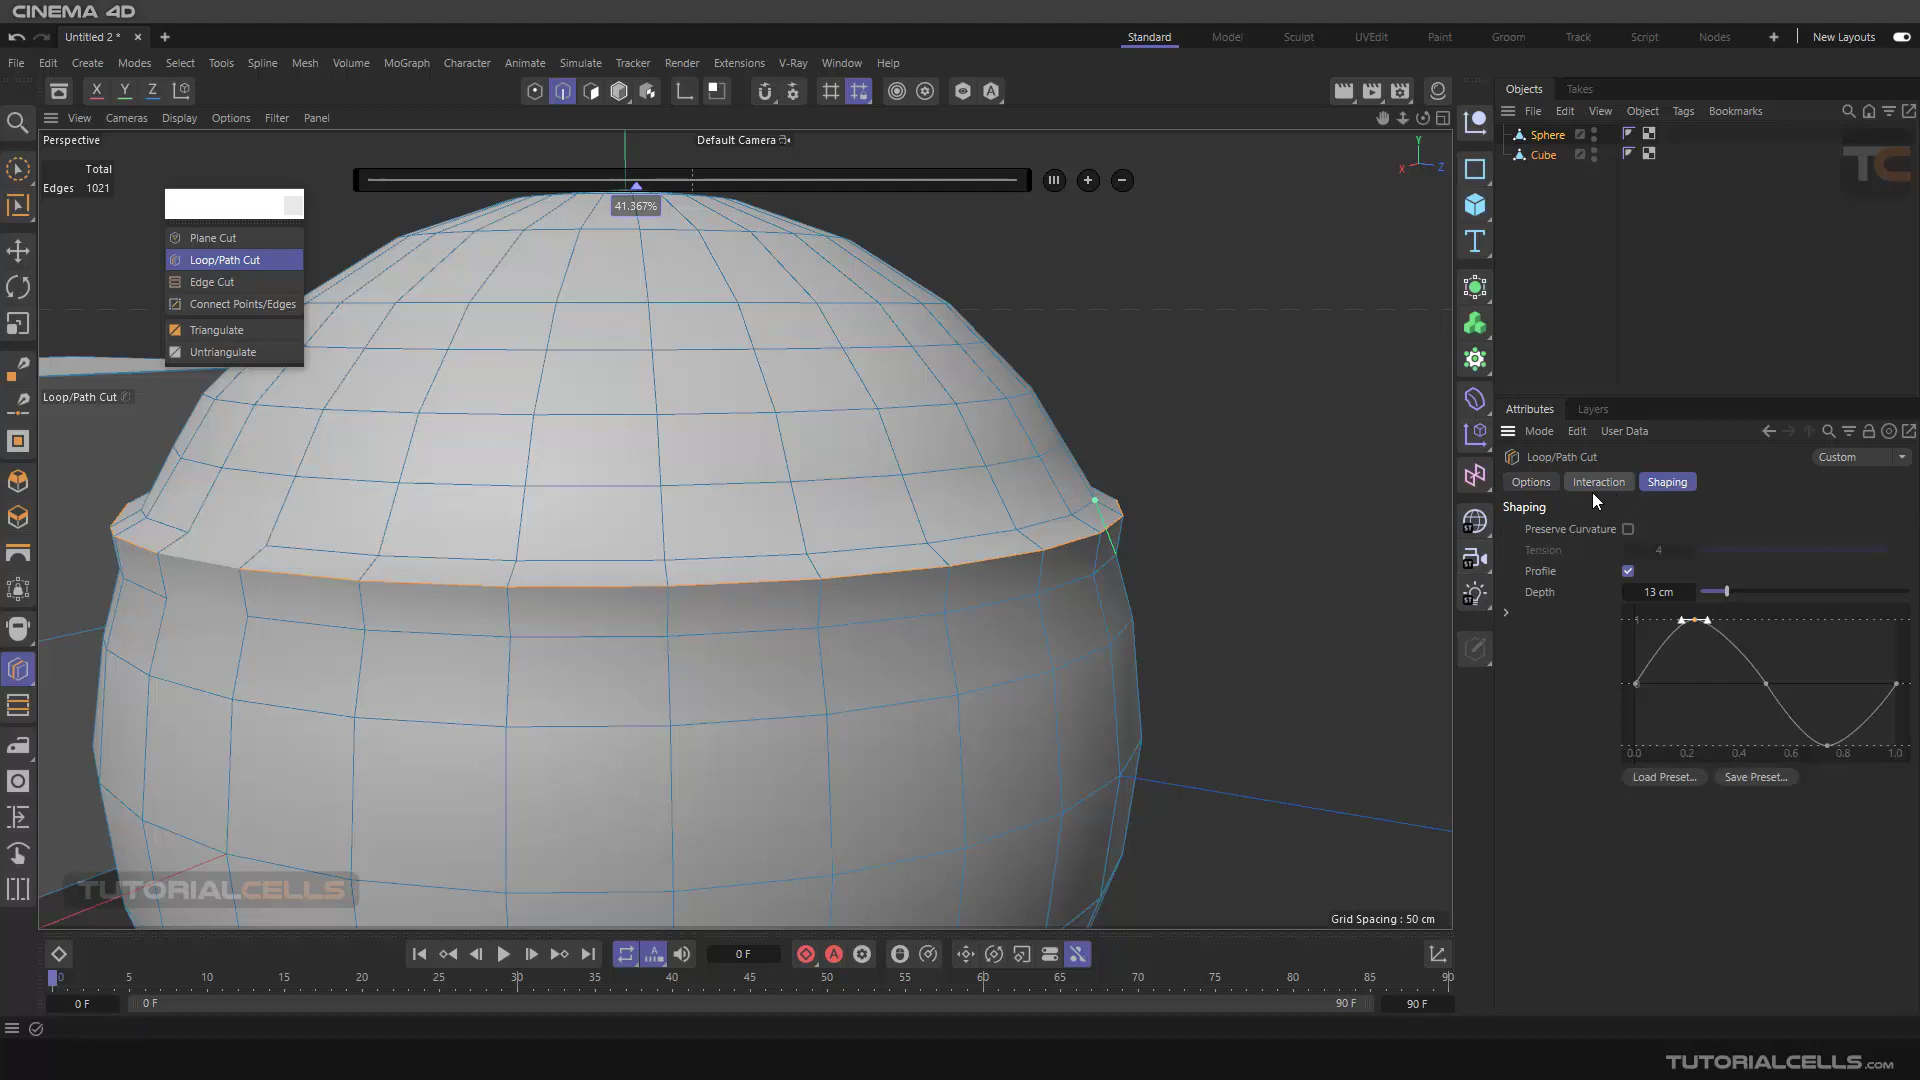 CINEMA 4D
Untitled 2 *
Standard Model Sculpt UVEdit Paint Groom Track Script Nodes New Layouts
File Edit Create Modes Select Tools Spline Mesh Volume MoGraph Character Animate Simulate Tracker Render Extensions V-Ray Window Help
X Y Z
Objects Takes
View Cameras Display Options Filter Panel
File Edit View Object Tags Bookmarks
Perspective
Default Camera
Y
X Z
Sphere
Cube
TC
Total
Edges 1021
41.367%
Plane Cut
Loop/Path Cut
Edge Cut
Connect Points/Edges
Triangulate
Untriangulate
Loop/Path Cut
Attributes Layers
Mode Edit User Data
Loop/Path Cut
Custom
Options Interaction Shaping
Shaping
Preserve Curvature
Tension 4
Profile
Depth 13 cm
0.0 0.2 0.4 0.6 0.8 1.0
Load Preset... Save Preset...
TUTORIALCELLS
Grid Spacing : 50 cm
0 F
0 5 10 15 20 25 30 35 40 45 50 55 60 65 70 75 80 85 90
0 F 0 F 90 F 90 F
TUTORIALCELLS.com